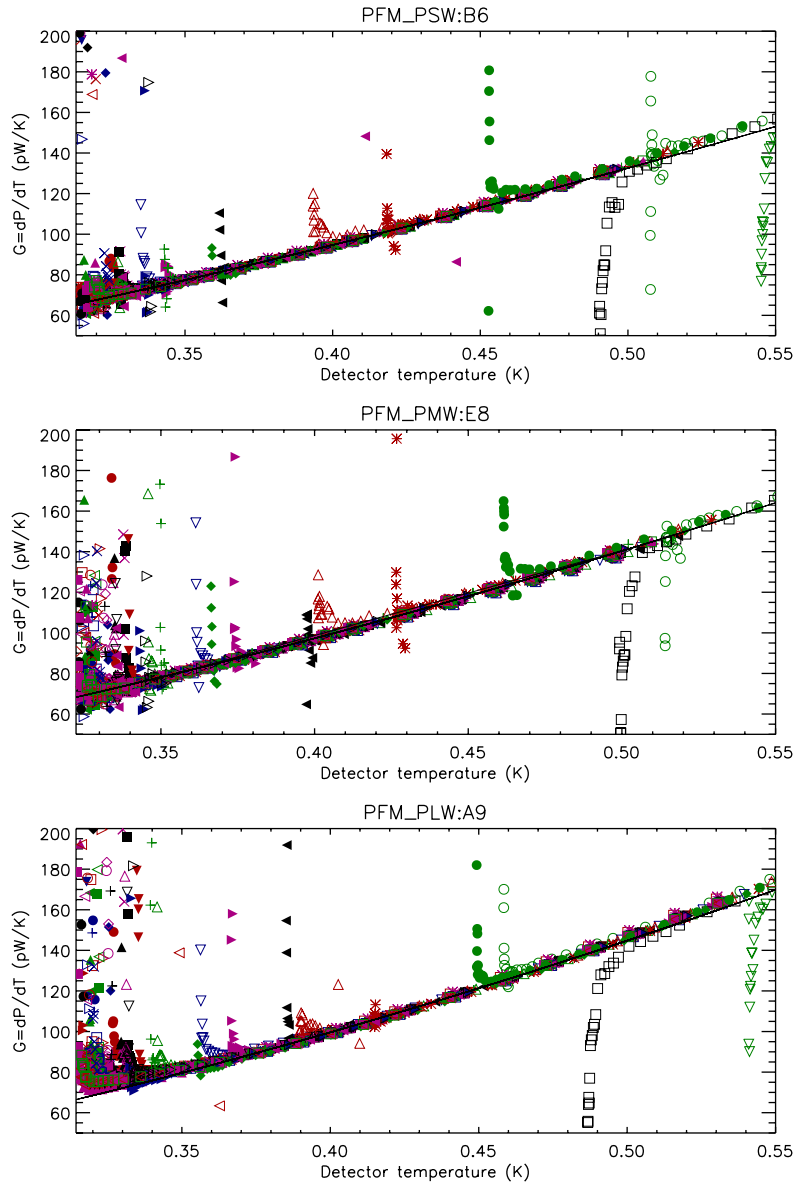 PFM_PSW:B6
200
180
160
140
120
100
80
60
G=dP/dT (pW/K)
0.35 0.40 0.45 0.50 0.55
Detector temperature (K)
PFM_PMW:E8
200
180
160
140
120
100
80
60
G=dP/dT (pW/K)
0.35 0.40 0.45 0.50 0.55
Detector temperature (K)
PFM_PLW:A9
200
180
160
140
120
100
80
60
G=dP/dT (pW/K)
0.35 0.40 0.45 0.50 0.55
Detector temperature (K)